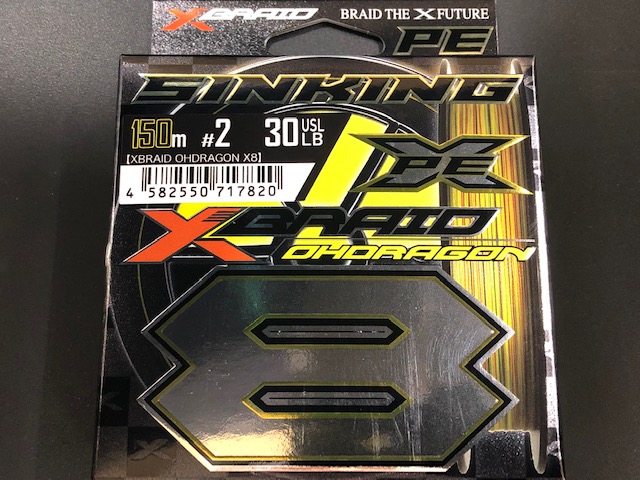 XBRAID BRAID THE X FUTURE
PE
SINKING
150m #2 30 USL LB
【XBRAID OHDRAGON X8】
4 582550 717820
X PE
XBRAID
OHDRAGON
8